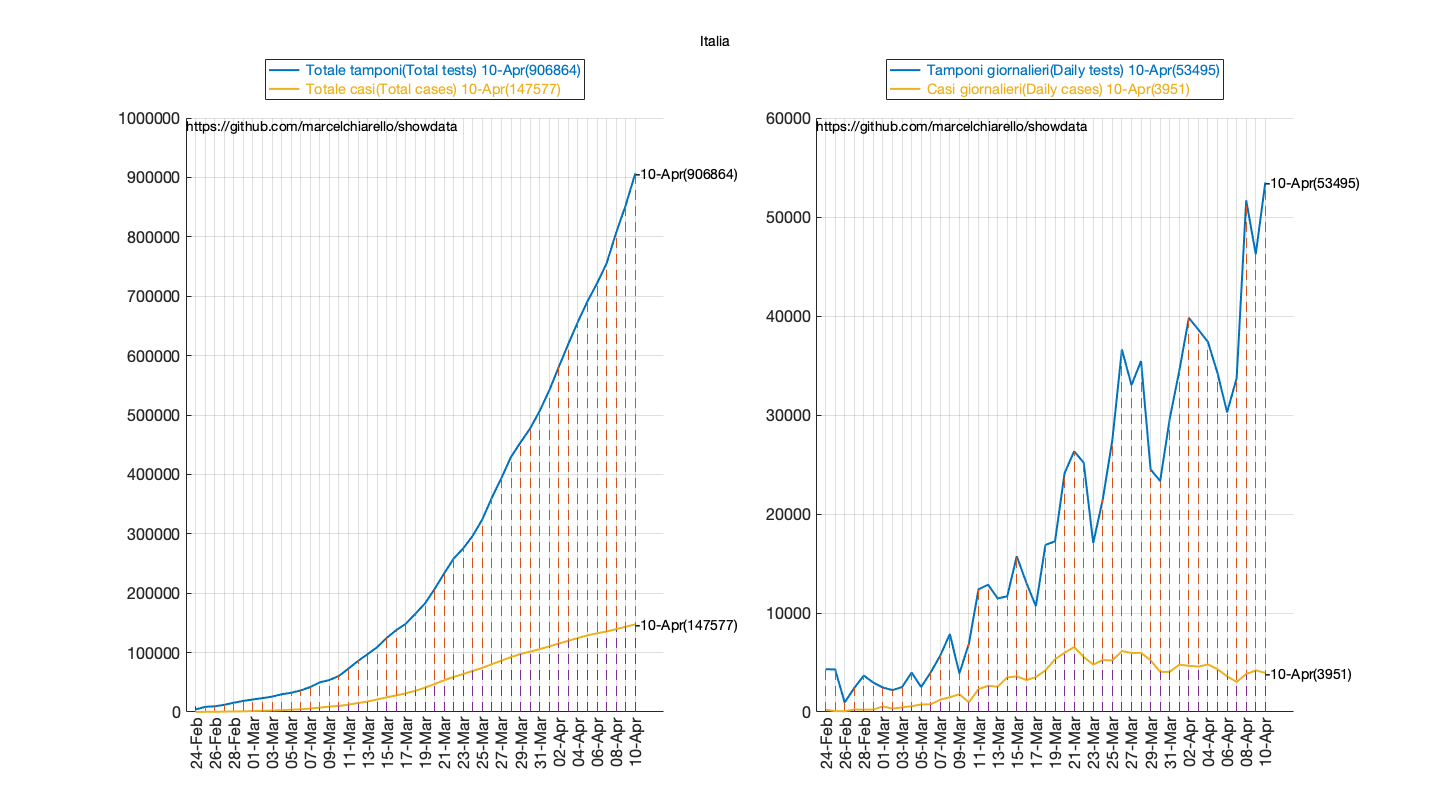 Italia
Totale tamponi(Total tests) 10-Apr(906864)
Totale casi(Total cases) 10-Apr(147577)
https://github.com/marcelchiarello/showdata
1000000
900000
800000
700000
600000
500000
400000
300000
200000
100000
0
10-Apr(906864)
10-Apr(147577)
24-Feb
26-Feb
28-Feb
01-Mar
03-Mar
05-Mar
07-Mar
09-Mar
11-Mar
13-Mar
15-Mar
17-Mar
19-Mar
21-Mar
23-Mar
25-Mar
27-Mar
29-Mar
31-Mar
02-Apr
04-Apr
06-Apr
08-Apr
10-Apr
Tamponi giornalieri(Daily tests) 10-Apr(53495)
Casi giornalieri(Daily cases) 10-Apr(3951)
https://github.com/marcelchiarello/showdata
60000
50000
40000
30000
20000
10000
0
10-Apr(53495)
10-Apr(3951)
24-Feb
26-Feb
28-Feb
01-Mar
03-Mar
05-Mar
07-Mar
09-Mar
11-Mar
13-Mar
15-Mar
17-Mar
19-Mar
21-Mar
23-Mar
25-Mar
27-Mar
29-Mar
31-Mar
02-Apr
04-Apr
06-Apr
08-Apr
10-Apr